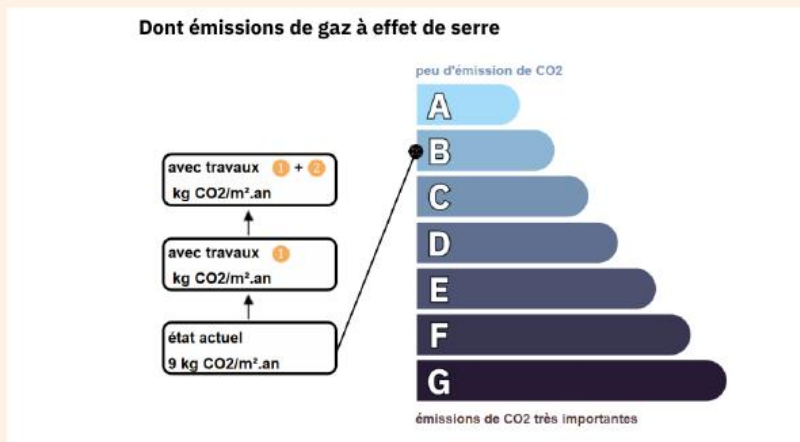 Dont émissions de gaz à effet de serre
peu d'émission de CO2
A
B
C
D
E
F
G
émissions de CO2 très importantes
avec travaux 1 + 2
kg CO2/m².an
avec travaux 1
kg CO2/m².an
état actuel
9 kg CO2/m².an